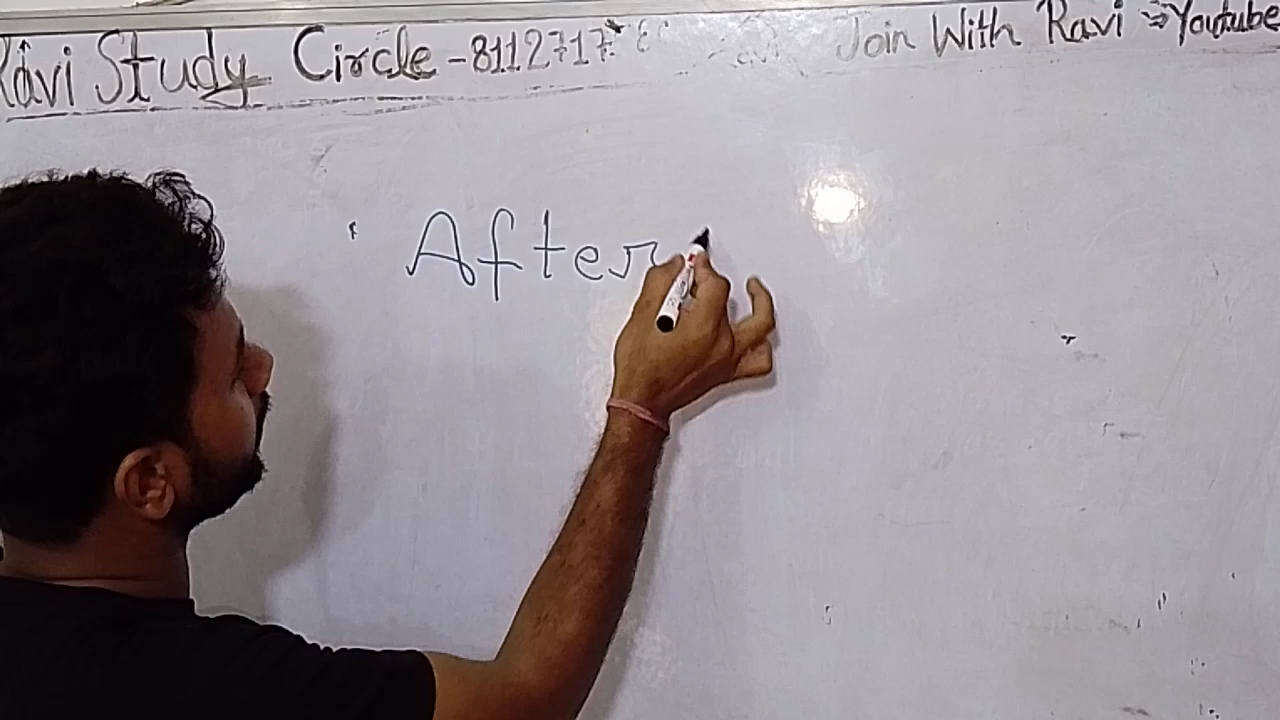 Ravi Study Circle - 8112717 Join With Ravi ⇒ Youtube
After